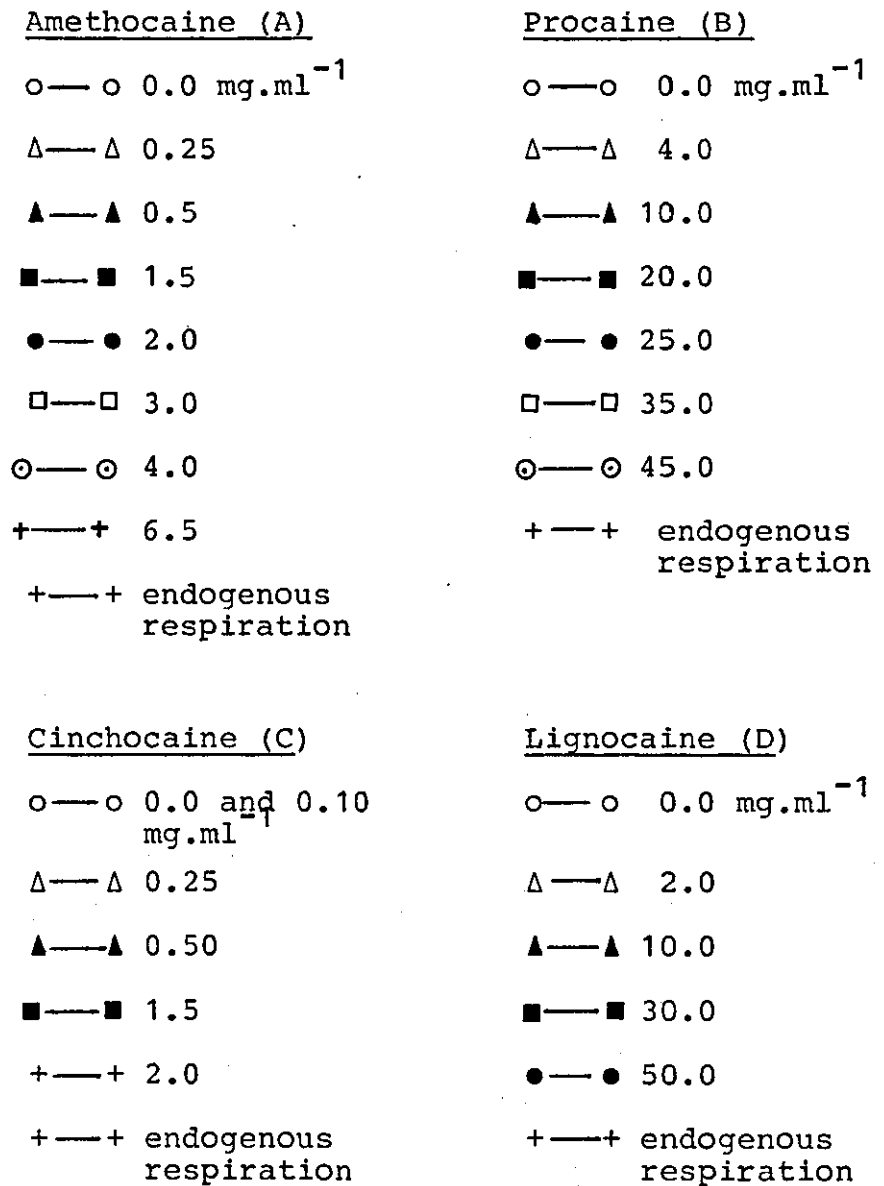 Amethocaine (A)
o—o 0.0 mg.ml⁻¹
Δ—Δ 0.25
▲—▲ 0.5
■—■ 1.5
●—● 2.0
□—□ 3.0
⊙—⊙ 4.0
+—+ 6.5
+—+ endogenous
respiration
Procaine (B)
o—o 0.0 mg.ml⁻¹
Δ—Δ 4.0
▲—▲ 10.0
■—■ 20.0
●—● 25.0
□—□ 35.0
⊙—⊙ 45.0
+—+ endogenous
respiration
Cinchocaine (C)
o—o 0.0 and 0.10
mg.ml⁻¹
Δ—Δ 0.25
▲—▲ 0.50
■—■ 1.5
+—+ 2.0
+—+ endogenous
respiration
Lignocaine (D)
o—o 0.0 mg.ml⁻¹
Δ—Δ 2.0
▲—▲ 10.0
■—■ 30.0
●—● 50.0
+—+ endogenous
respiration